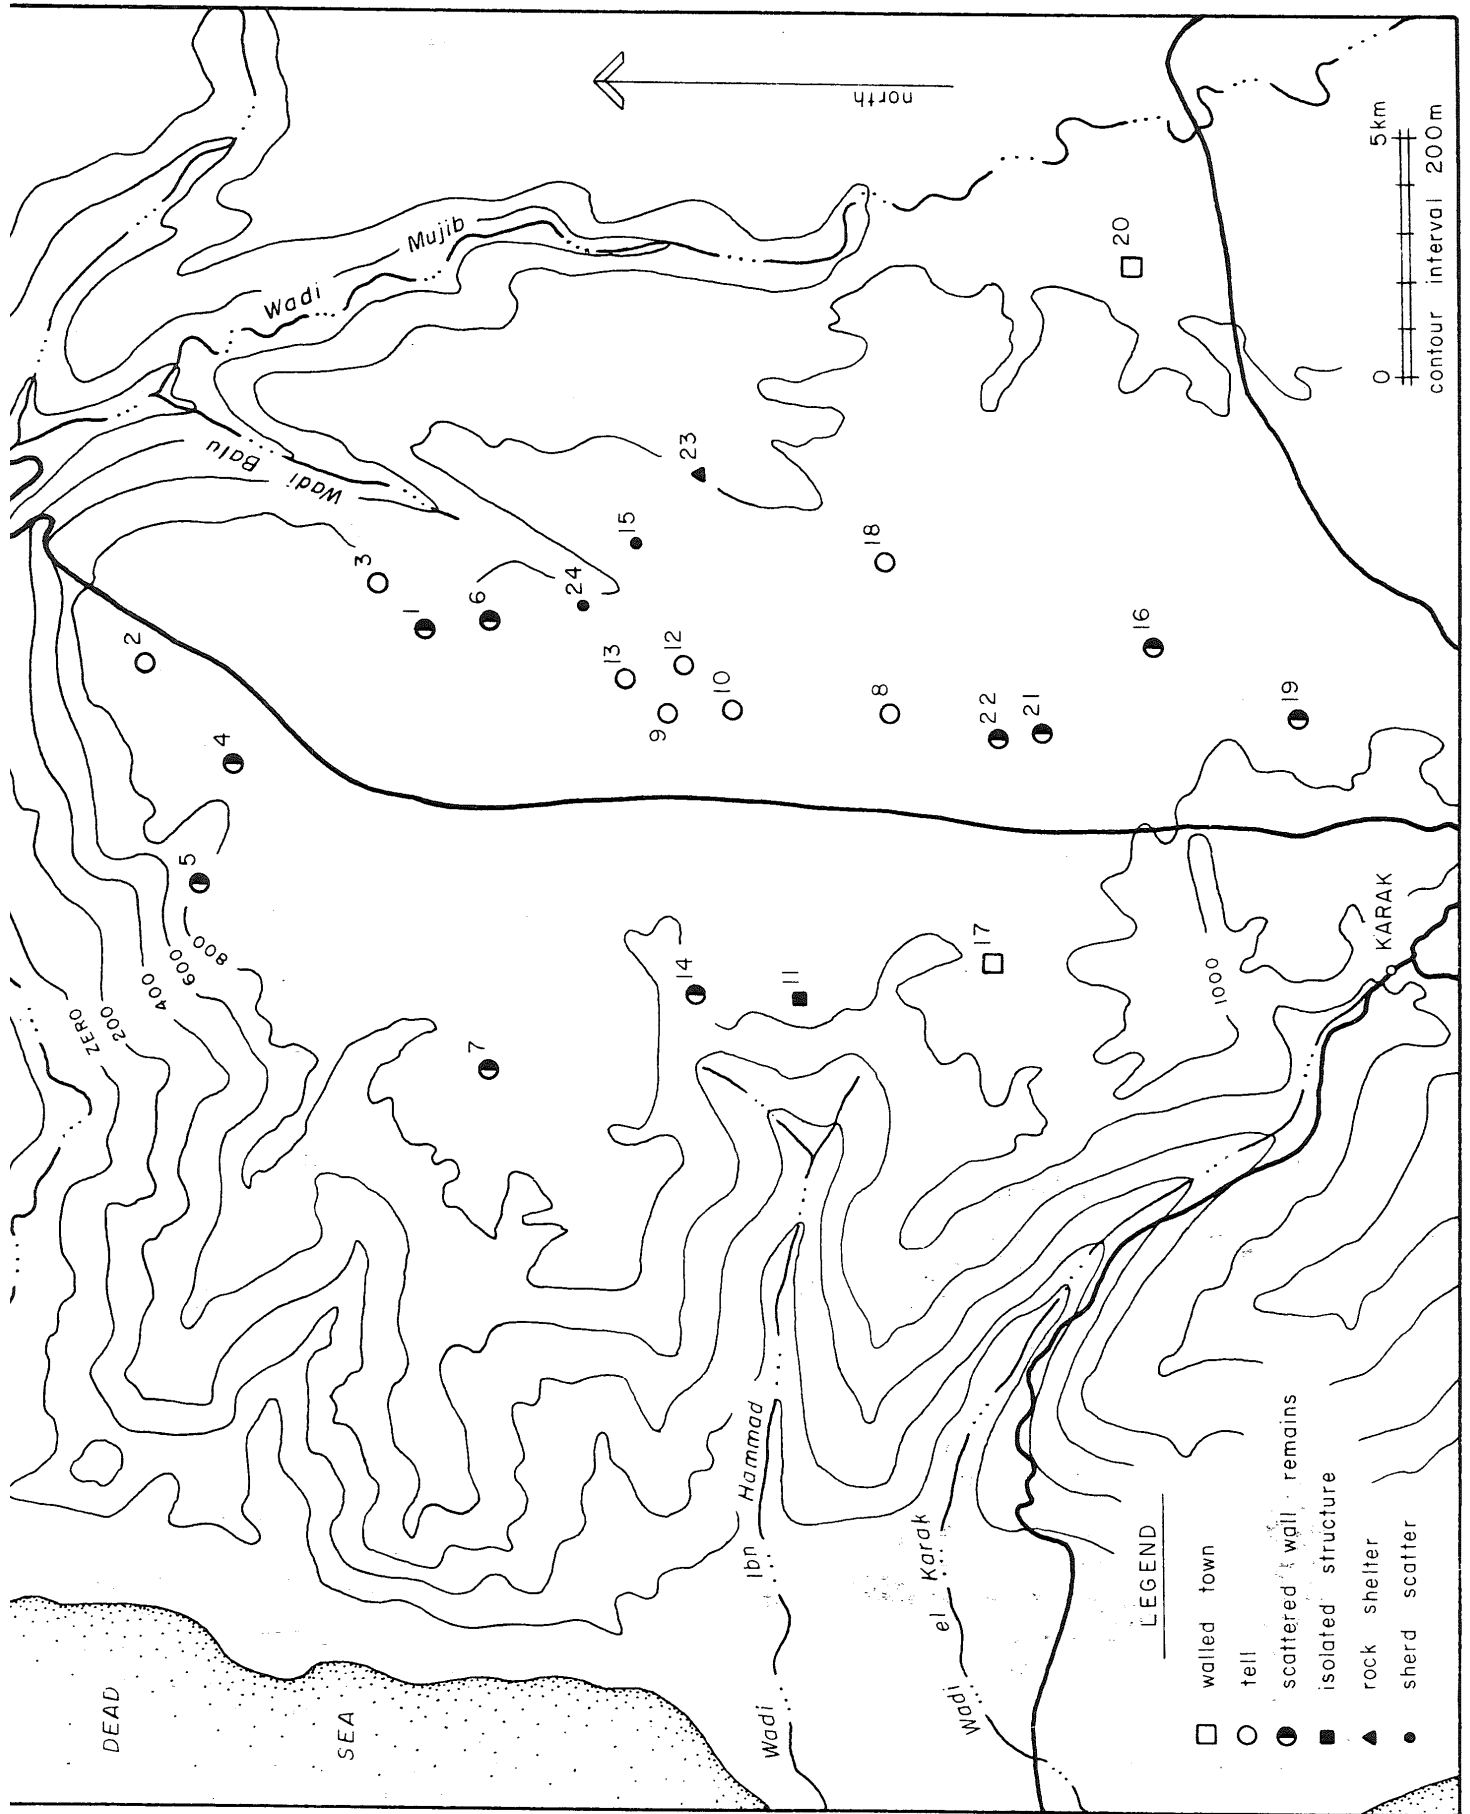 DEAD
SEA
ZERO
200
400
600
800
5
4
2
3
1
6
7
24
13
15
9
12
10
14
23
11
8
18
22
21
17
16
20
19
1000
KARAK
Wadi Mujib
Wadi Balu
Wadi Ibn Hammad
Wadi el Karak
north
LEGEND
walled town
tell
scattered wall remains
isolated structure
rock shelter
sherd scatter
0 5km
contour interval 200m